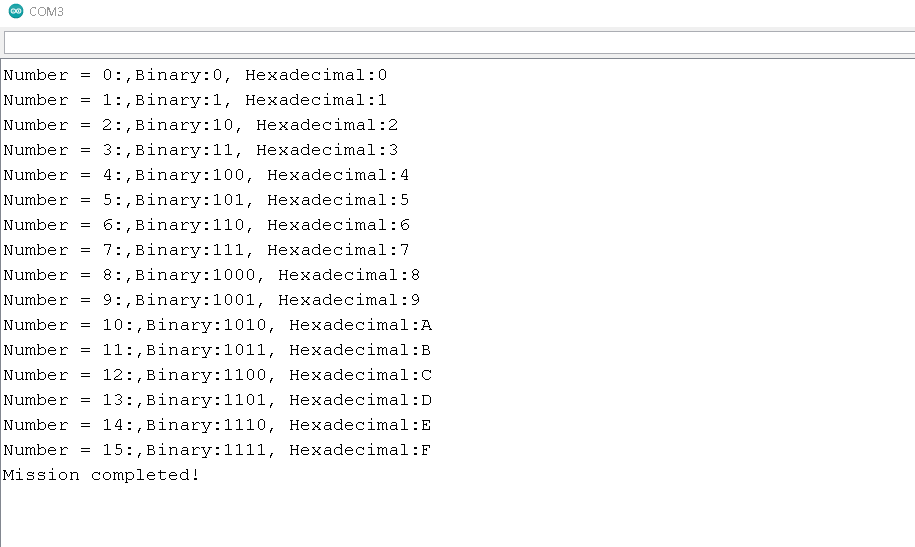 COM3
Number = 0:,Binary:0, Hexadecimal:0
Number = 1:,Binary:1, Hexadecimal:1
Number = 2:,Binary:10, Hexadecimal:2
Number = 3:,Binary:11, Hexadecimal:3
Number = 4:,Binary:100, Hexadecimal:4
Number = 5:,Binary:101, Hexadecimal:5
Number = 6:,Binary:110, Hexadecimal:6
Number = 7:,Binary:111, Hexadecimal:7
Number = 8:,Binary:1000, Hexadecimal:8
Number = 9:,Binary:1001, Hexadecimal:9
Number = 10:,Binary:1010, Hexadecimal:A
Number = 11:,Binary:1011, Hexadecimal:B
Number = 12:,Binary:1100, Hexadecimal:C
Number = 13:,Binary:1101, Hexadecimal:D
Number = 14:,Binary:1110, Hexadecimal:E
Number = 15:,Binary:1111, Hexadecimal:F
Mission completed!